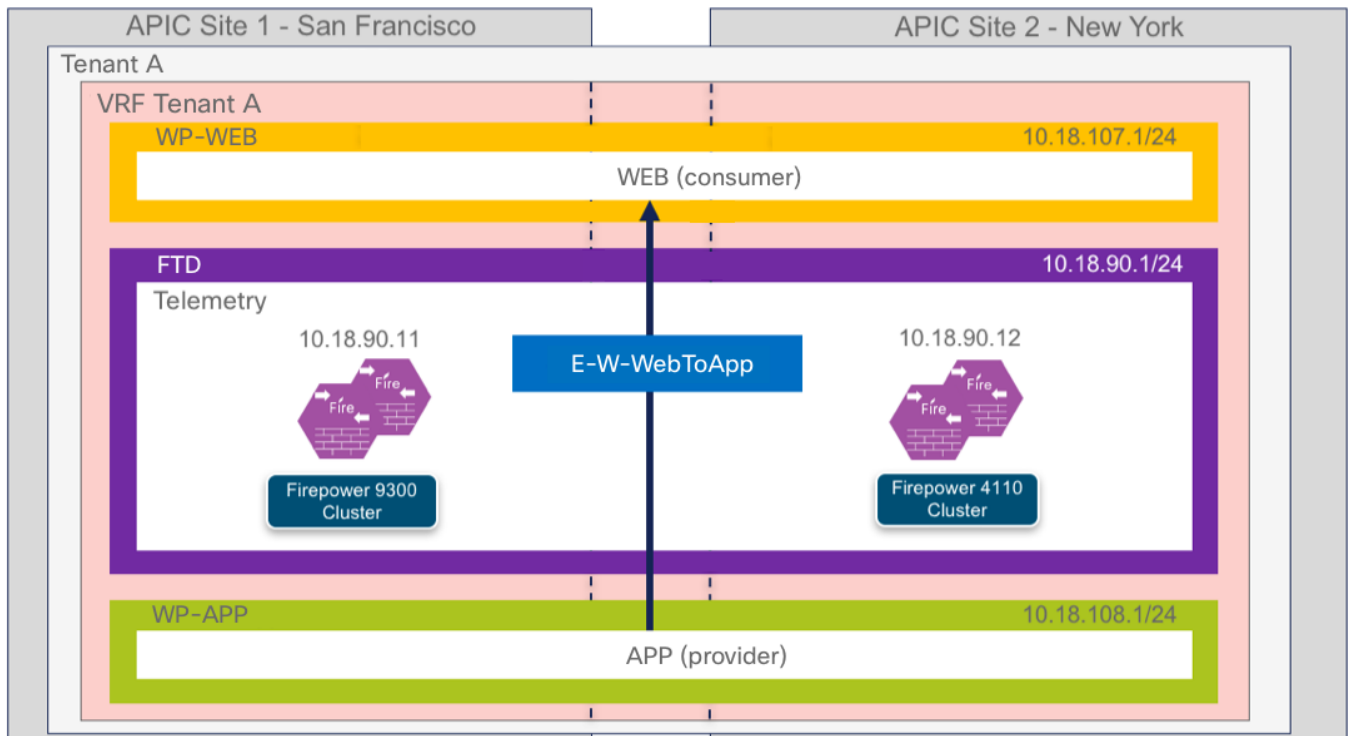 APIC Site 1 - San Francisco
APIC Site 2 - New York
Tenant A
VRF Tenant A
WP-WEB
10.18.107.1/24
WEB (consumer)
FTD
10.18.90.1/24
Telemetry
10.18.90.11
10.18.90.12
E-W-WebToApp
Fire
Fire
Fire
Fire
Firepower 9300
Cluster
Firepower 4110
Cluster
WP-APP
10.18.108.1/24
APP (provider)